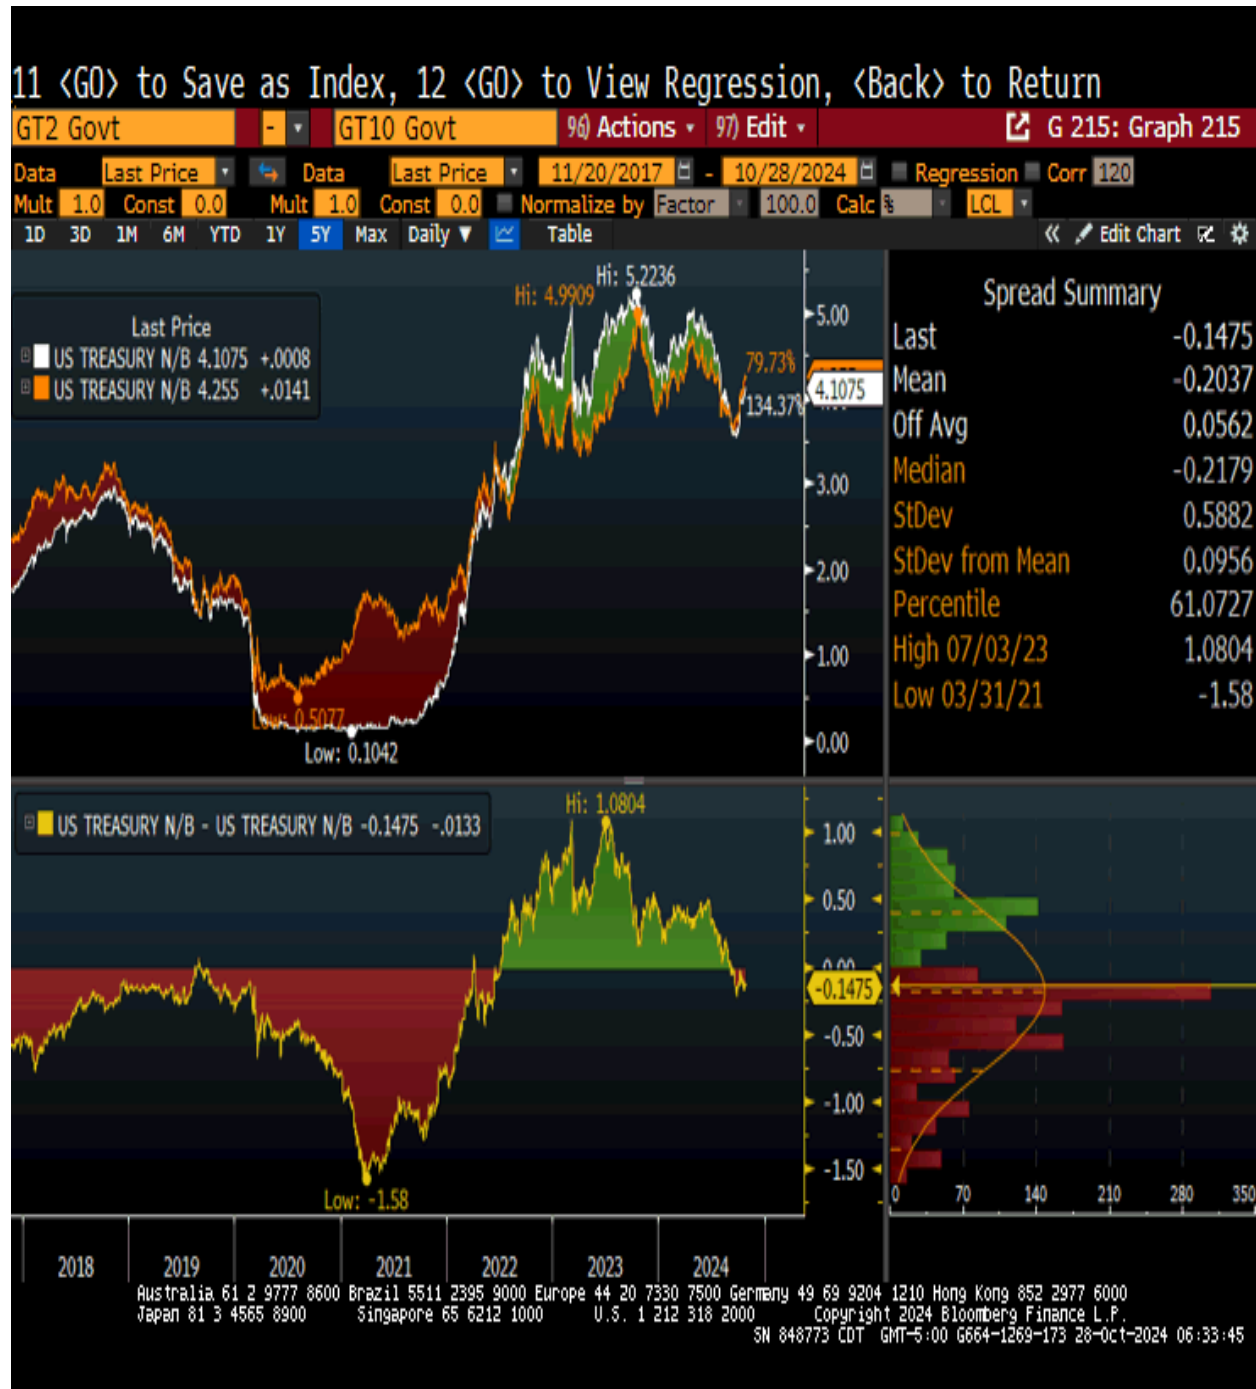 11 <GO> to Save as Index, 12 <GO> to View Regression, <Back> to Return
GT2 Govt - GT10 Govt 96) Actions 97) Edit G 215: Graph 215
Data Last Price Data Last Price 11/20/2017 - 10/28/2024 Regression Corr 120
Mult 1.0 Const 0.0 Mult 1.0 Const 0.0 Normalize by Factor 100.0 Calc % LCL
1D 3D 1M 6M YTD 1Y 5Y Max Daily ▼ Table « Edit Chart
Hi: 5.2236
Hi: 4.9909
Last Price
US TREASURY N/B 4.1075 +.0008
US TREASURY N/B 4.255 +.0141
79.73%
134.37%
5.00
4.1075
3.00
2.00
1.00
0.00
Low: 0.5077
Low: 0.1042
Spread Summary
Last -0.1475
Mean -0.2037
Off Avg 0.0562
Median -0.2179
StDev 0.5882
StDev from Mean 0.0956
Percentile 61.0727
High 07/03/23 1.0804
Low 03/31/21 -1.58
US TREASURY N/B - US TREASURY N/B -0.1475 -.0133
Hi: 1.0804
Low: -1.58
1.00
0.50
0.00
-0.1475
-0.50
-1.00
-1.50
0 70 140 210 280 350
2018 2019 2020 2021 2022 2023 2024
Australia 61 2 9777 8600 Brazil 5511 2395 9000 Europe 44 20 7330 7500 Germany 49 69 9204 1210 Hong Kong 852 2977 6000
Japan 81 3 4565 8900 Singapore 65 6212 1000 U.S. 1 212 318 2000 Copyright 2024 Bloomberg Finance L.P.
SN 848773 CDT GMT-5:00 G664-1269-173 28-Oct-2024 06:33:45